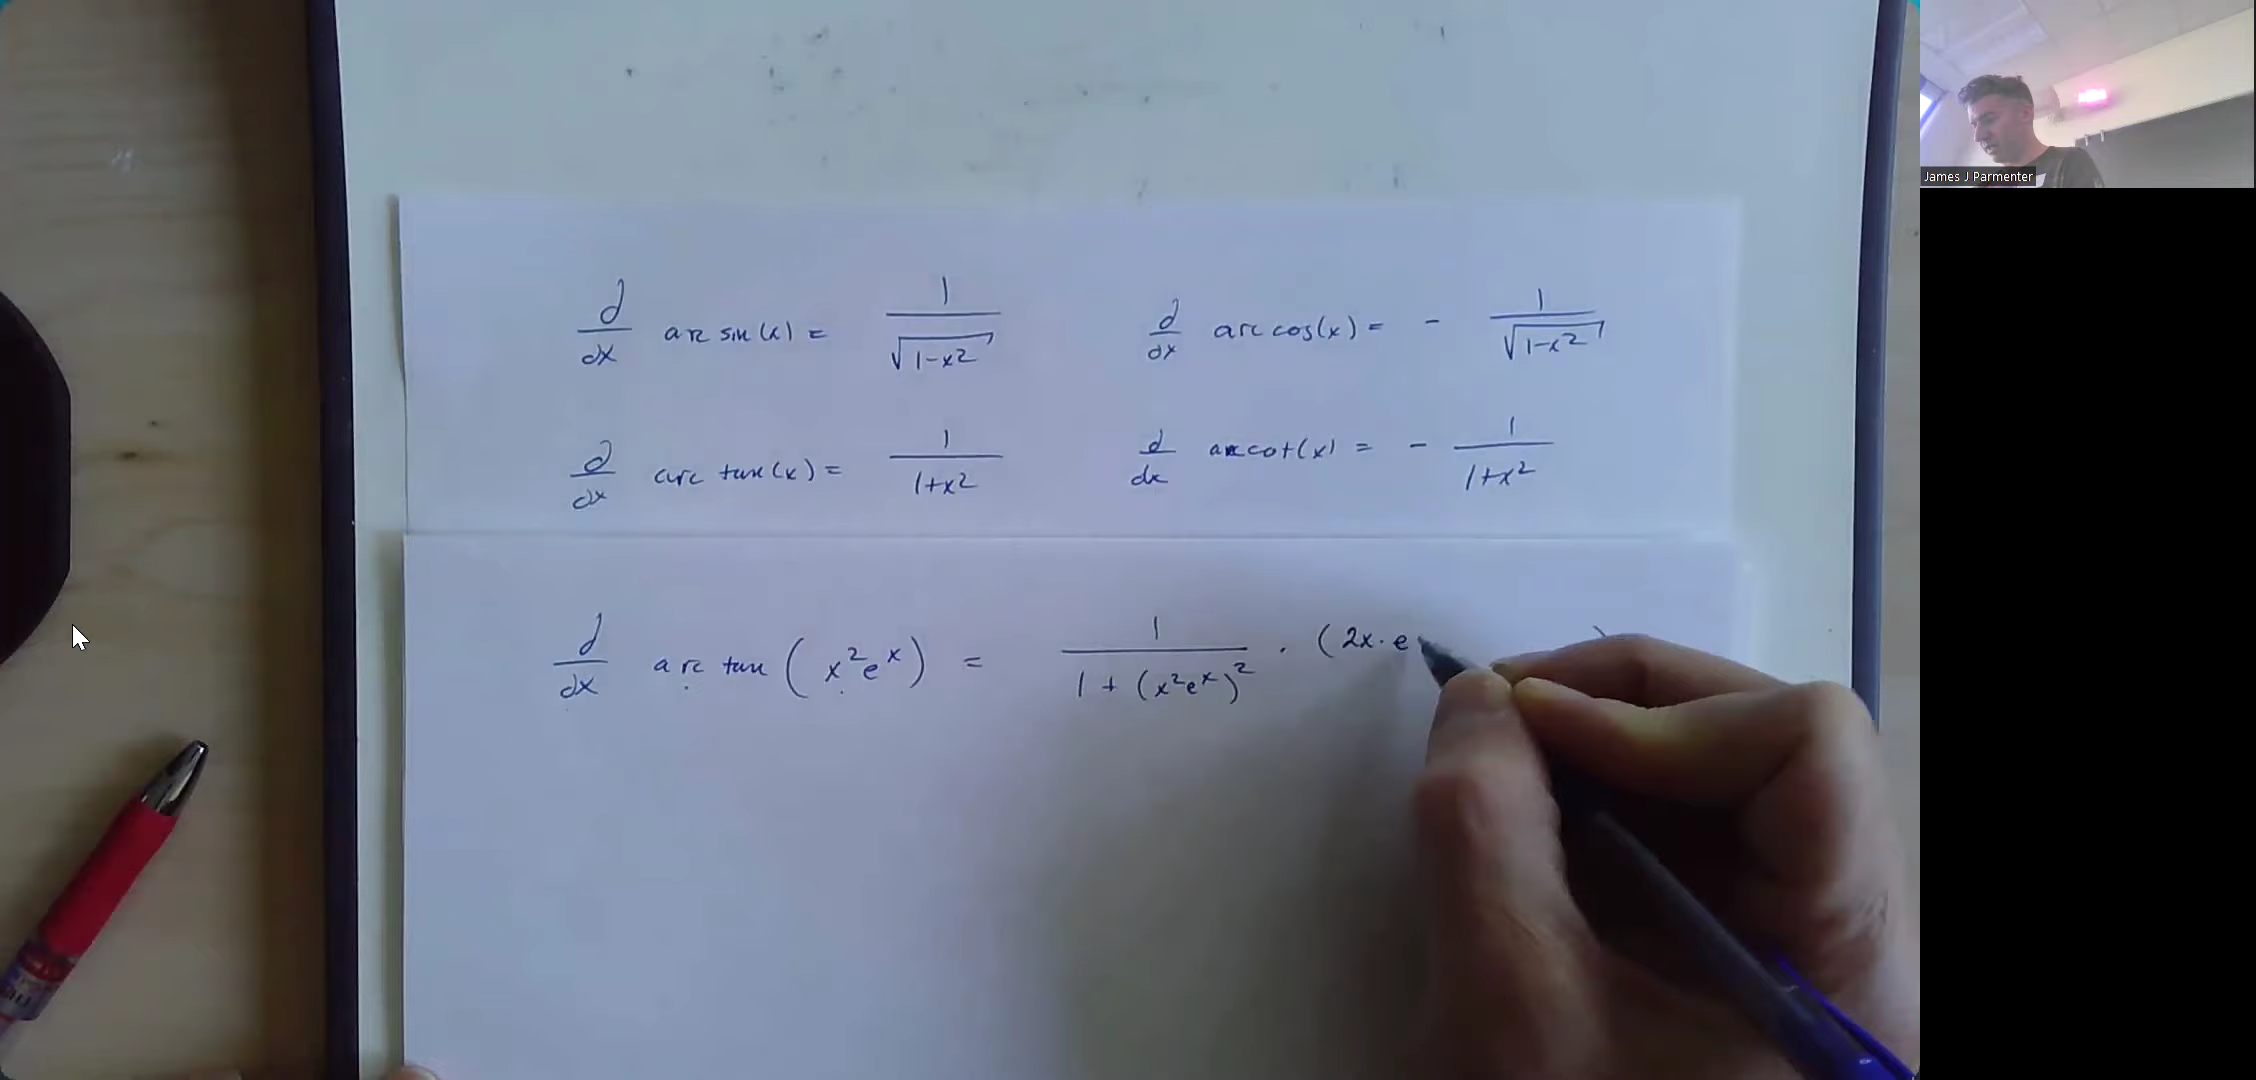 d/dx arcsin(x) = 1/√(1-x²)    d/dx arccos(x) = - 1/√(1-x²)
d/dx arctan(x) = 1/(1+x²)    d/dx arccot(x) = - 1/(1+x²)
d/dx arctan(x²eˣ) = 1/(1+(x²eˣ)²) · (2x·e )
James J Parmenter